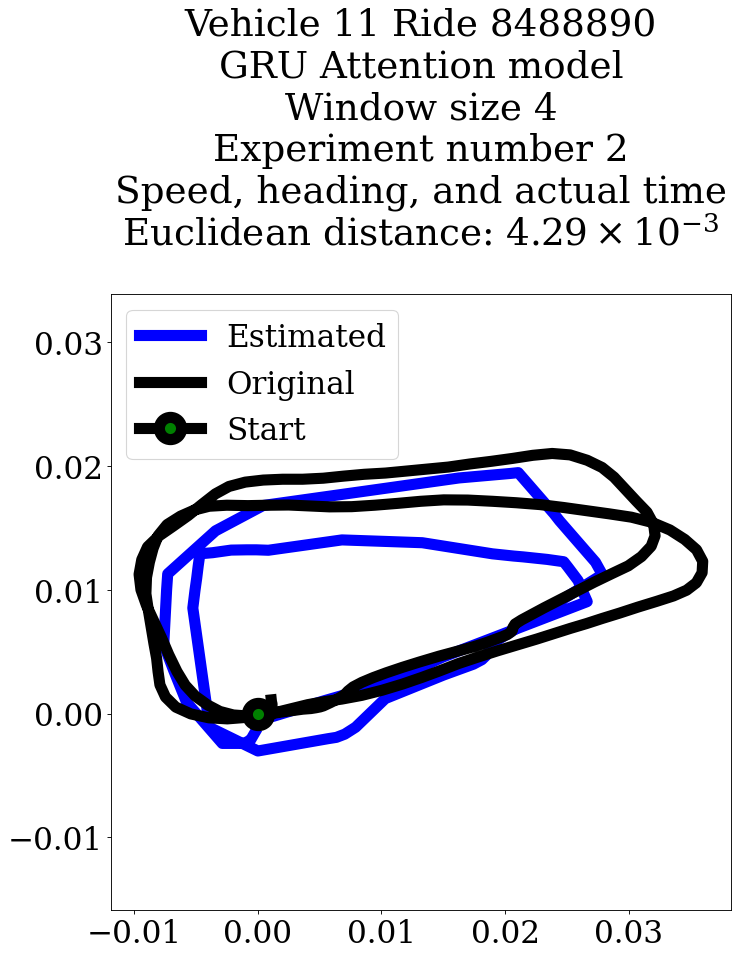 Vehicle 11 Ride 8488890
GRU Attention model
Window size 4
Experiment number 2
Speed, heading, and actual time
Euclidean distance: 4.29 × 10⁻³
Estimated
Original
Start
0.03
0.02
0.01
0.00
−0.01
−0.01 0.00 0.01 0.02 0.03